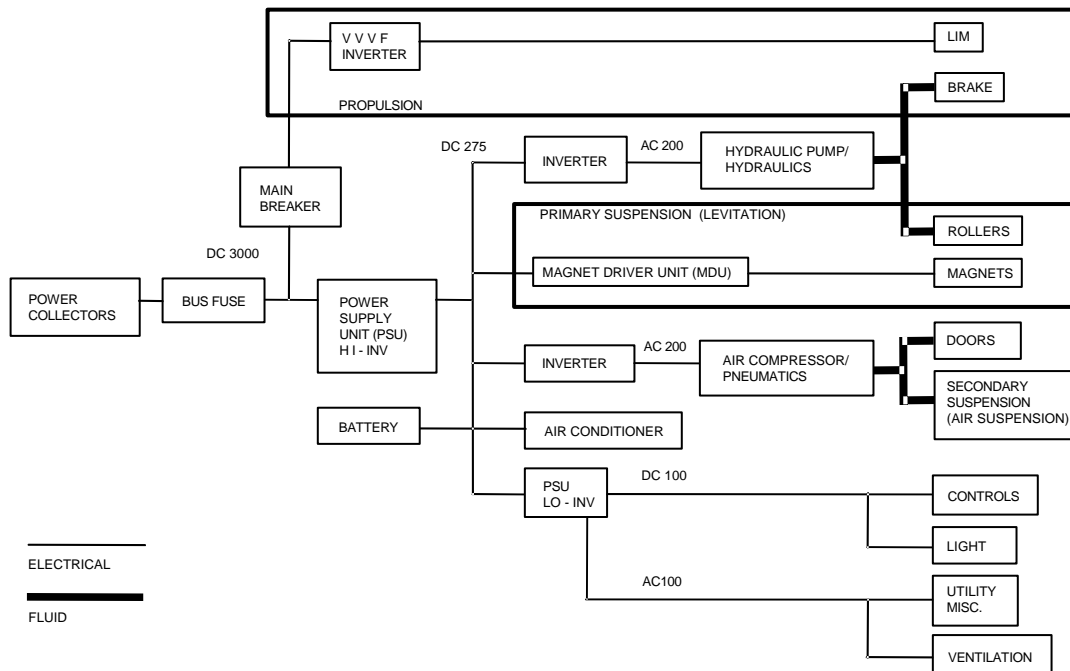 V V V F
INVERTER
LIM
BRAKE
PROPULSION
DC 275
INVERTER
AC 200
HYDRAULIC PUMP/
HYDRAULICS
MAIN
BREAKER
PRIMARY SUSPENSION (LEVITATION)
ROLLERS
DC 3000
MAGNET DRIVER UNIT (MDU)
MAGNETS
POWER
COLLECTORS
BUS FUSE
POWER
SUPPLY
UNIT (PSU)
H I - INV
INVERTER
AC 200
AIR COMPRESSOR/
PNEUMATICS
DOORS
SECONDARY
SUSPENSION
(AIR SUSPENSION)
BATTERY
AIR CONDITIONER
PSU
LO - INV
DC 100
CONTROLS
LIGHT
ELECTRICAL
AC100
UTILITY
MISC.
FLUID
VENTILATION